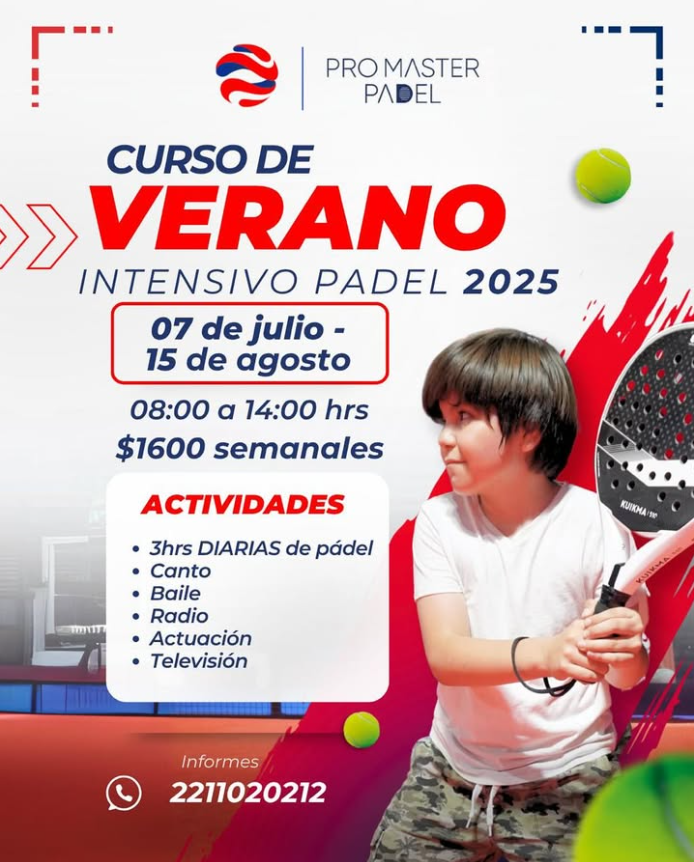 PRO MASTER
PADEL
CURSO DE
VERANO
INTENSIVO PADEL 2025
07 de julio -
15 de agosto
08:00 a 14:00 hrs
$1600 semanales
ACTIVIDADES
• 3hrs DIARIAS de pádel
• Canto
• Baile
• Radio
• Actuación
• Televisión
KUIKMA
KUIKMA
Informes
2211020212